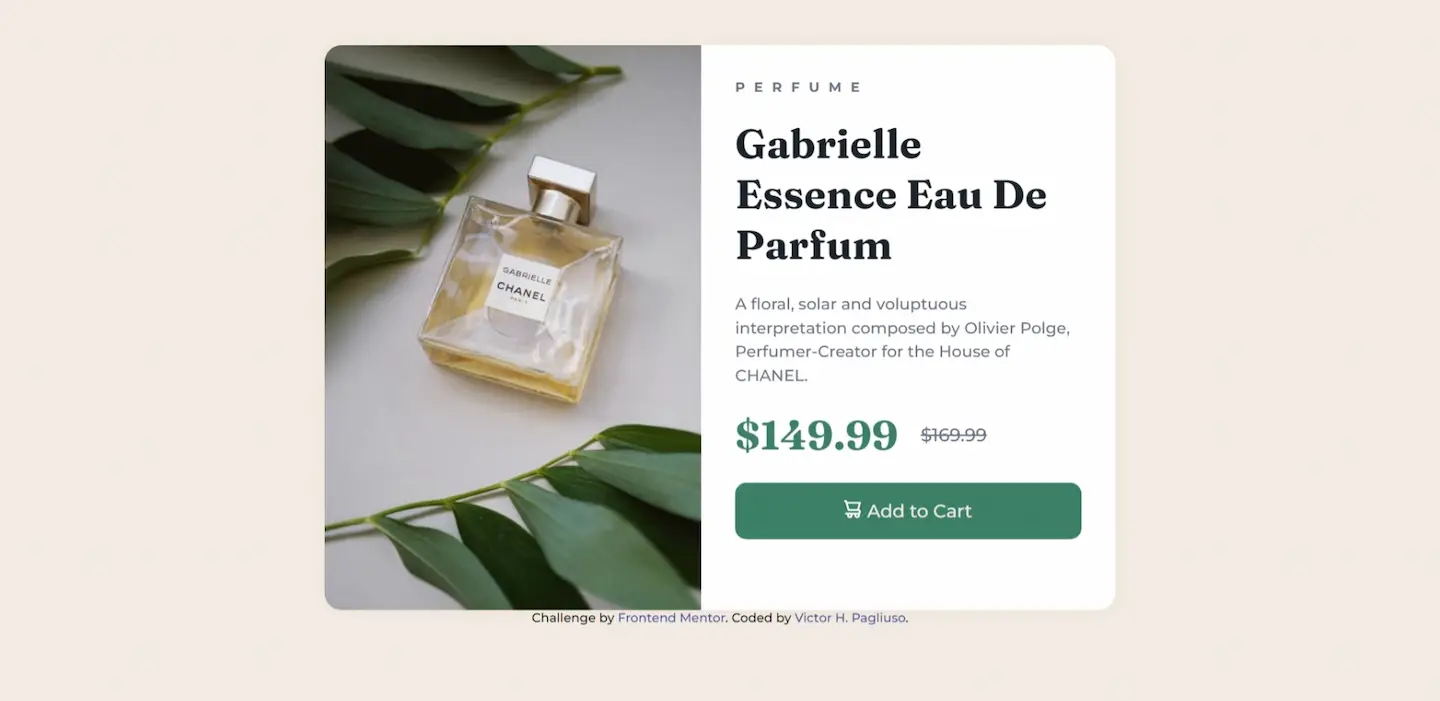 PERFUME
Gabrielle
Essence Eau De
Parfum
A floral, solar and voluptuous
interpretation composed by Olivier Polge,
Perfumer-Creator for the House of
CHANEL.
$149.99 $169.99
Add to Cart
GABRIELLE
CHANEL
PARIS
Challenge by Frontend Mentor. Coded by Victor H. Pagliuso.